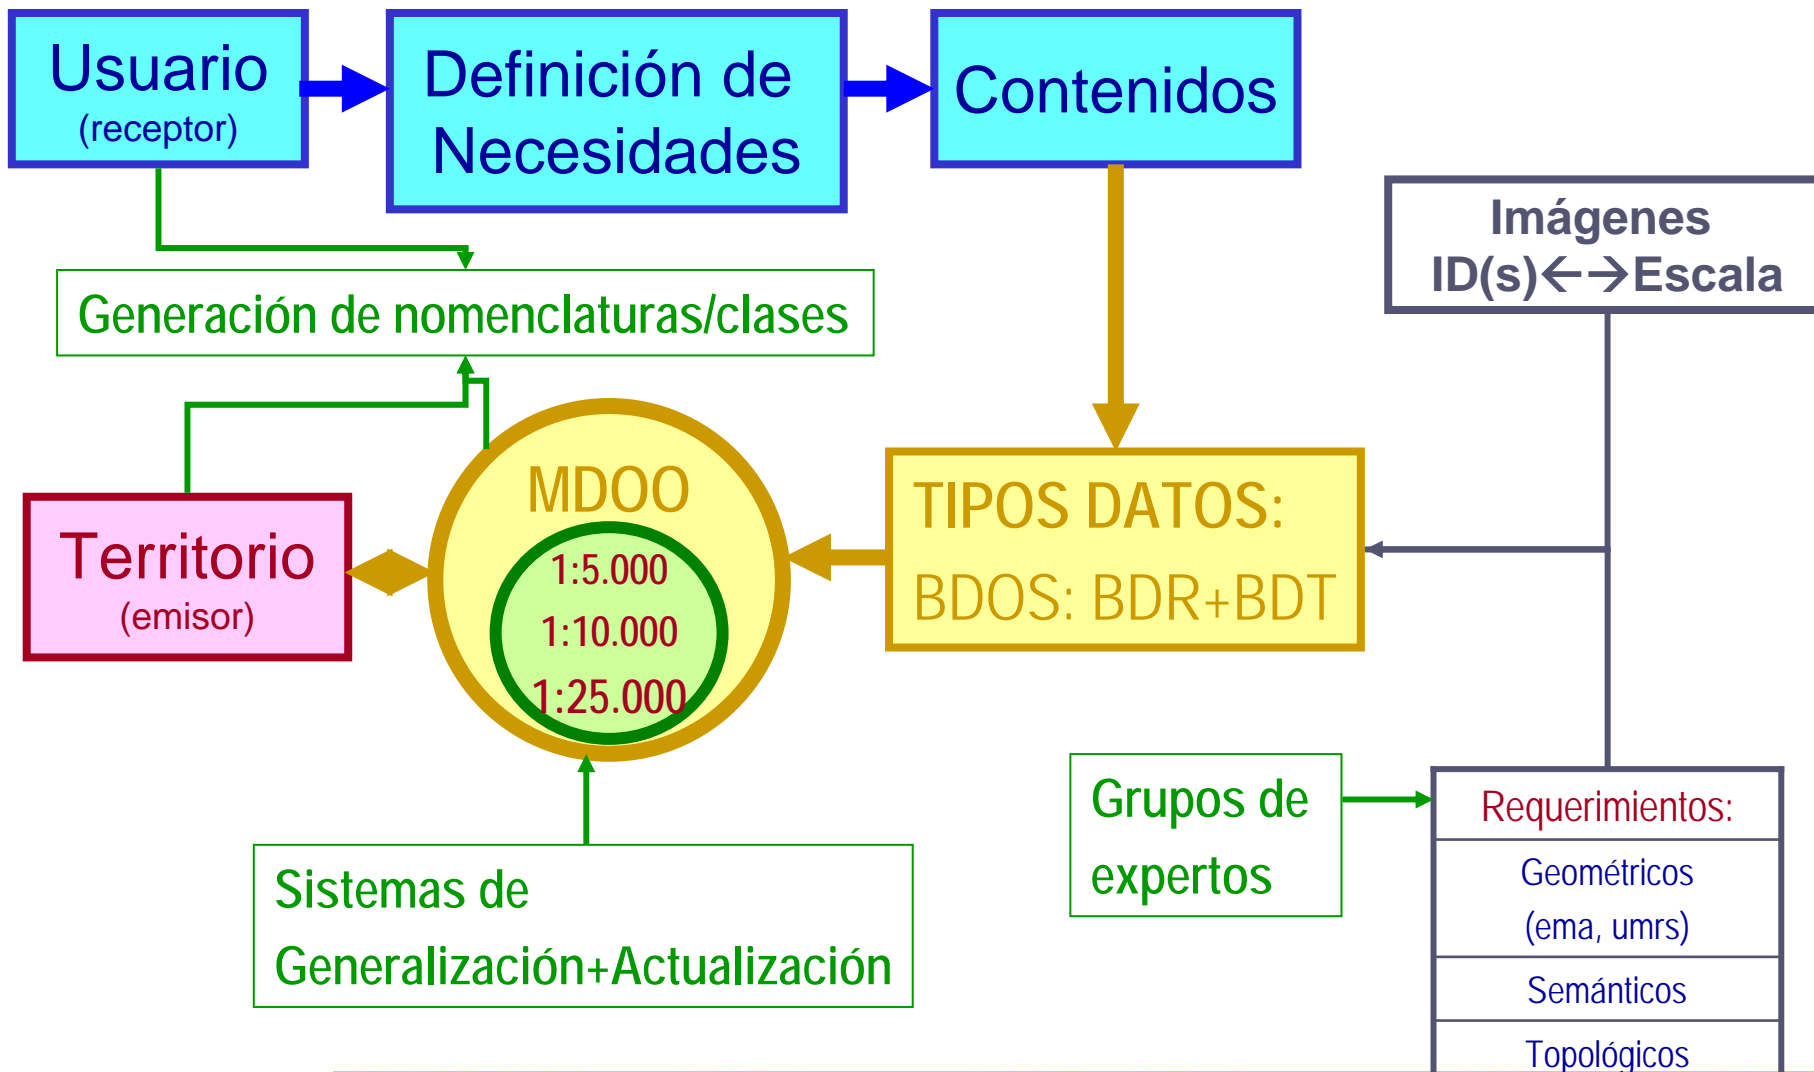 Usuario
(receptor)
Definición de
Necesidades
Contenidos
Imágenes
ID(s)←→Escala
Generación de nomenclaturas/clases
Territorio
(emisor)
MDOO
1:5.000
1:10.000
1:25.000
TIPOS DATOS:
BDOS: BDR+BDT
Sistemas de
Generalización+Actualización
Grupos de
expertos
Requerimientos:
Geométricos
(ema, umrs)
Semánticos
Topológicos